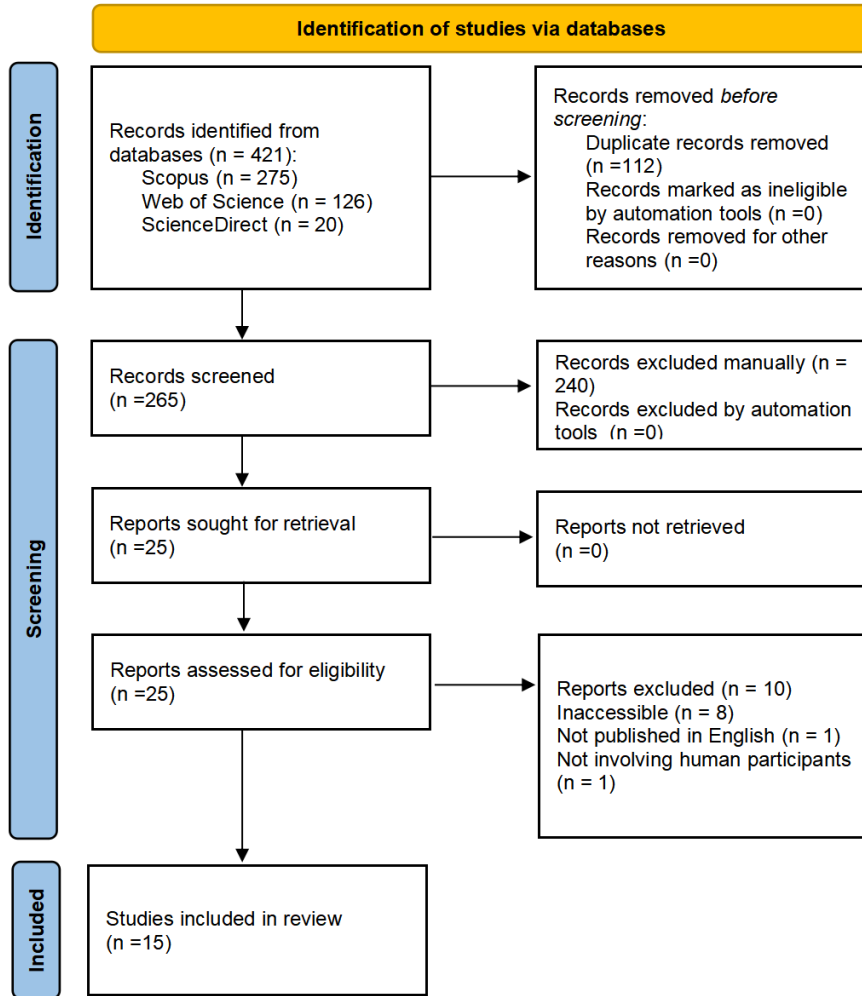 Identification of studies via databases
Identification
Records identified from
databases (n = 421):
Scopus (n = 275)
Web of Science (n = 126)
ScienceDirect (n = 20)
Records removed before
screening:
Duplicate records removed
(n =112)
Records marked as ineligible
by automation tools (n =0)
Records removed for other
reasons (n =0)
Screening
Records screened
(n =265)
Records excluded manually (n =
240)
Records excluded by automation
tools (n =0)
Reports sought for retrieval
(n =25)
Reports not retrieved
(n =0)
Reports assessed for eligibility
(n =25)
Reports excluded (n = 10)
Inaccessible (n = 8)
Not published in English (n = 1)
Not involving human participants
(n = 1)
Included
Studies included in review
(n =15)